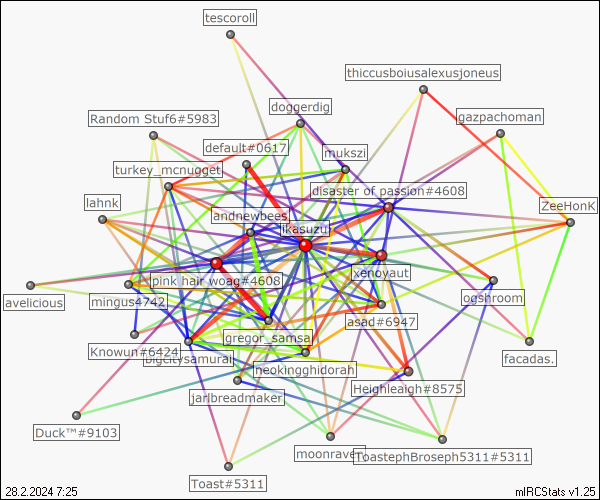 tescoroll
thiccusboiusalexusjoneus
doggerdig
gazpachoman
Random Stuf6#5983
default#0617
mukszi
turkey_mcnugget
disaster of passion#4608
lahnk
ZeeHonK
landnewbees
ikasuzu
pink hair woag#4608
xenoyaut
avelicious
mingus4742
ogshroom
asad#6947
gregor_samsa
Knowun#6424
bigcitysamurai
facadas.
neokingghidorah
Heighleaigh#8575
jarlbreadmaker
Duck™#9103
moonraven
ToastephBroseph5311#5311
Toast#5311
28.2.2024 7:25
mIRCStats v1.25